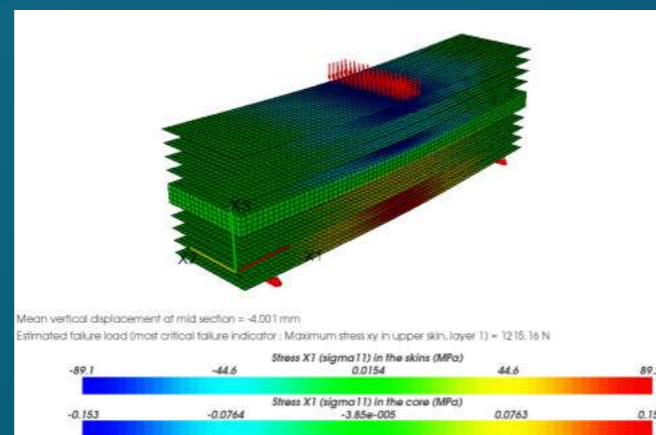 X3
X2
X1
Mean vertical displacement at mid section = -4.001 mm
Estimated failure load (most critical failure indicator : Maximum stress xy in upper skin, layer 1) = 1215.16 N
Stress X1 (sigma11) in the skins (MPa)
-89.1 -44.6 0.0154 44.6
Stress X1 (sigma11) in the core (MPa)
-0.153 -0.0764 -3.85e-005 0.0763